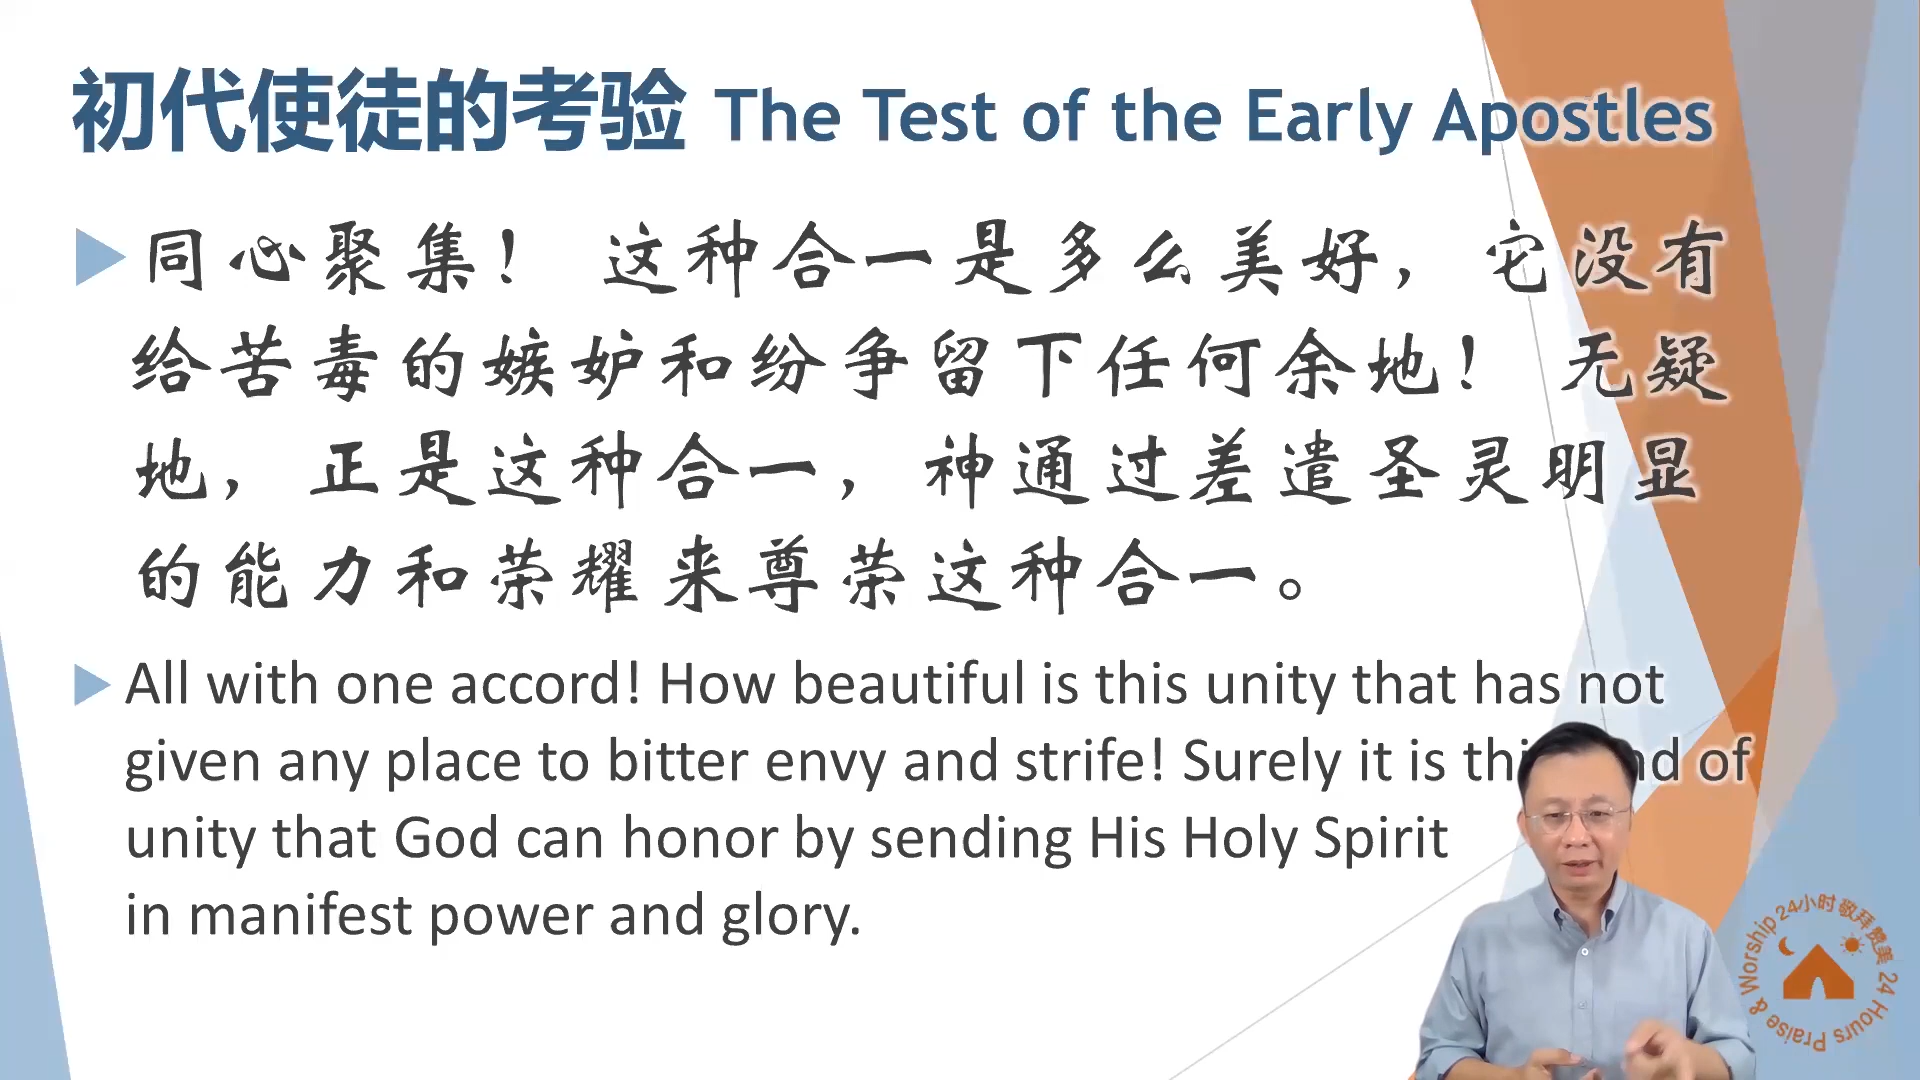 初代使徒的考验 The Test of the Early Apostles
同心聚集！ 这种合一是多么美好，它没有
给苦毒的嫉妒和纷争留下任何余地！ 无疑
地，正是这种合一，神通过差遣圣灵明显
的能力和荣耀来尊荣这种合一。
All with one accord! How beautiful is this unity that has not
given any place to bitter envy and strife! Surely it is of
unity that God can honor by sending His Holy Spirit
in manifest power and glory.
24小时敬拜赞美 24 Hours Praise & Worship